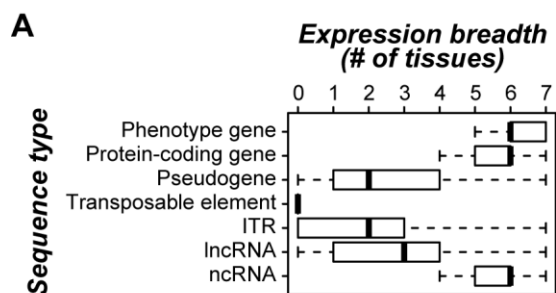 A
Expression breadth
(# of tissues)
0 1 2 3 4 5 6 7
Sequence type
Phenotype gene
Protein-coding gene
Pseudogene
Transposable element
ITR
lncRNA
ncRNA